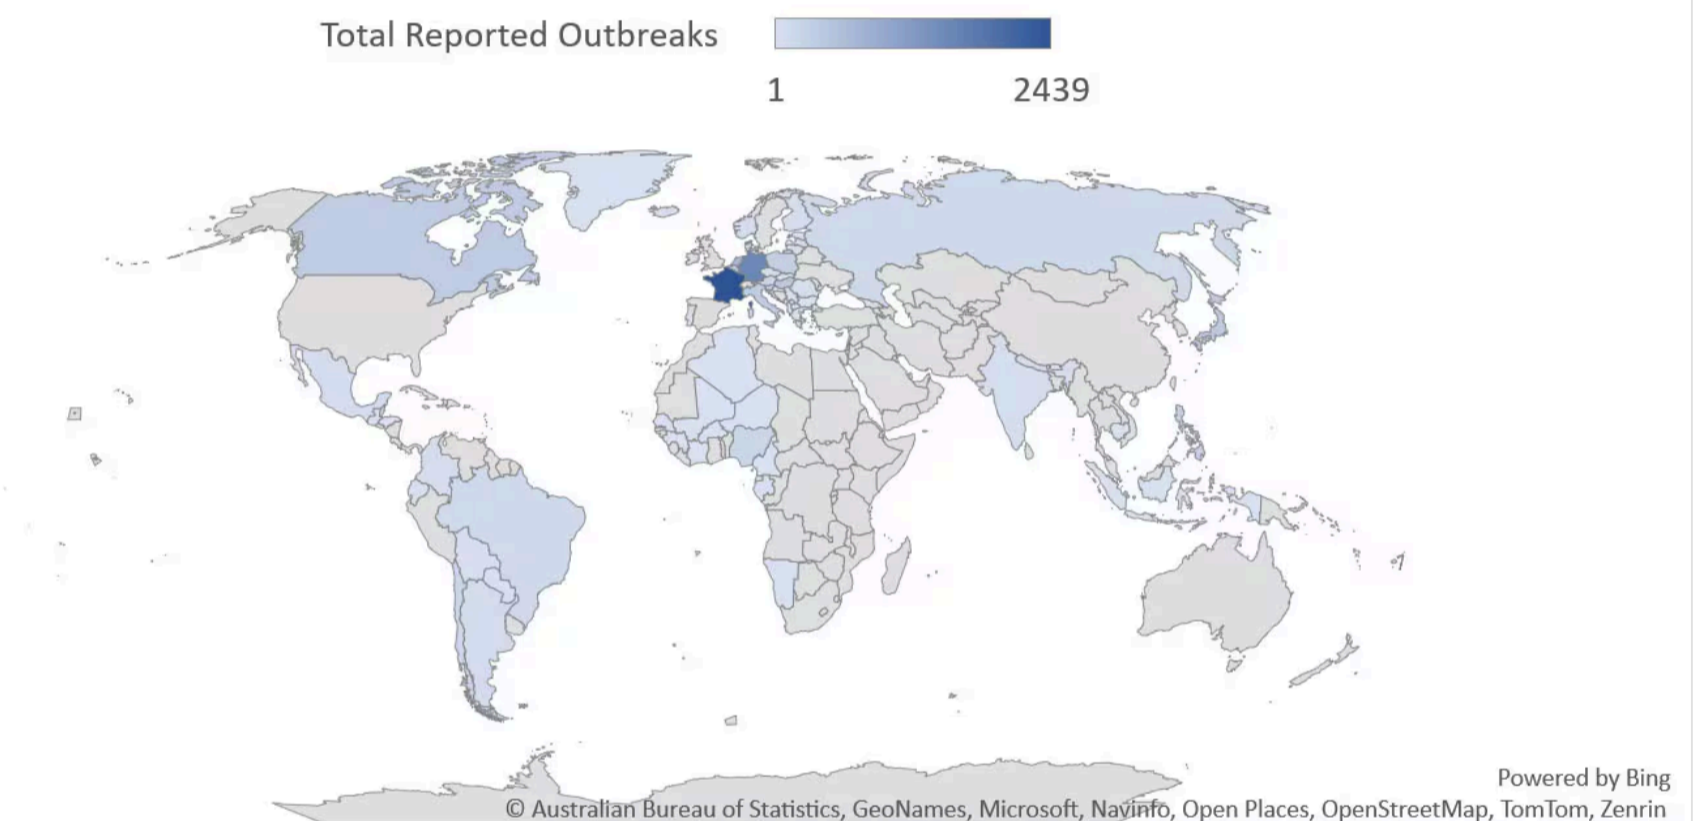 Total Reported Outbreaks
1 2439
Powered by Bing
© Australian Bureau of Statistics, GeoNames, Microsoft, Navinfo, Open Places, OpenStreetMap, TomTom, Zenrin